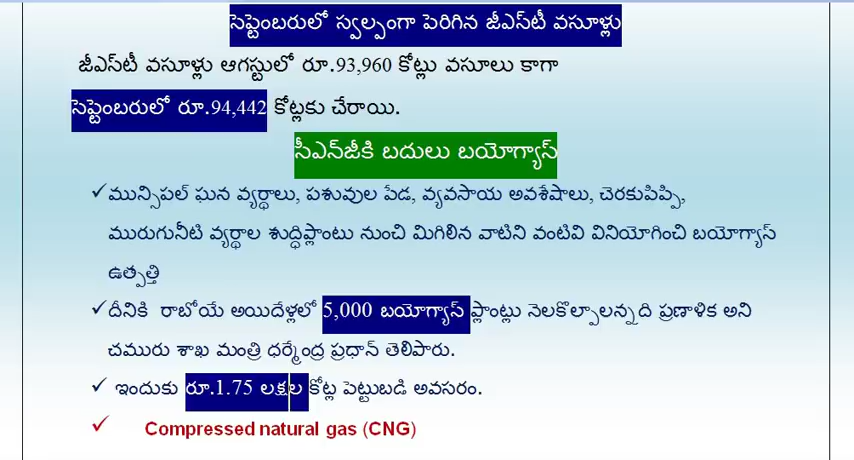 సెప్టెంబరులో స్వల్పంగా పెరిగిన జీఎస్‌టీ వసూళ్లు
జీఎస్‌టీ వసూళ్లు ఆగస్టులో రూ.93,960 కోట్లు వసూలు కాగా
సెప్టెంబరులో రూ.94,442 కోట్లకు చేరాయి.
సీఎన్‌జీకి బదులు బయోగ్యాస్
✓మున్సిపల్ ఘన వ్యర్థాలు, పశువుల పేడ, వ్యవసాయ అవశేషాలు, చెరకుపిప్పి,
మురుగునీటి వ్యర్థాల శుద్ధిప్లాంటు నుంచి మిగిలిన వాటిని వంటివి వినియోగించి బయోగ్యాస్
ఉత్పత్తి
✓దీనికి రాబోయే అయిదేళ్లలో 5,000 బయోగ్యాస్ ప్లాంట్లు నెలకొల్పాలన్నది ప్రణాళిక అని
చమురు శాఖ మంత్రి ధర్మేంద్ర ప్రధాన్ తెలిపారు.
✓ ఇందుకు రూ.1.75 లక్షల కోట్ల పెట్టుబడి అవసరం.
✓ Compressed natural gas (CNG)